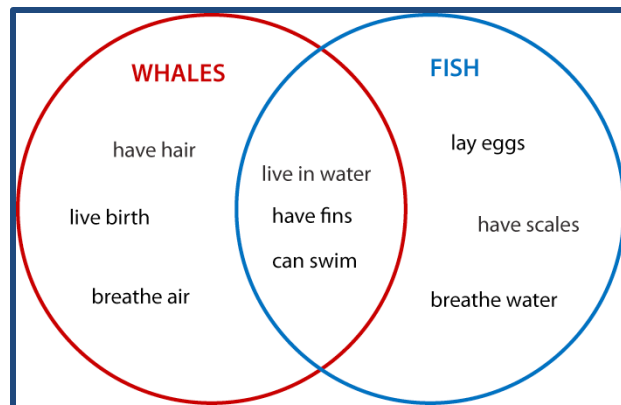 WHALES
have hair
live birth
breathe air
live in water
have fins
can swim
FISH
lay eggs
have scales
breathe water